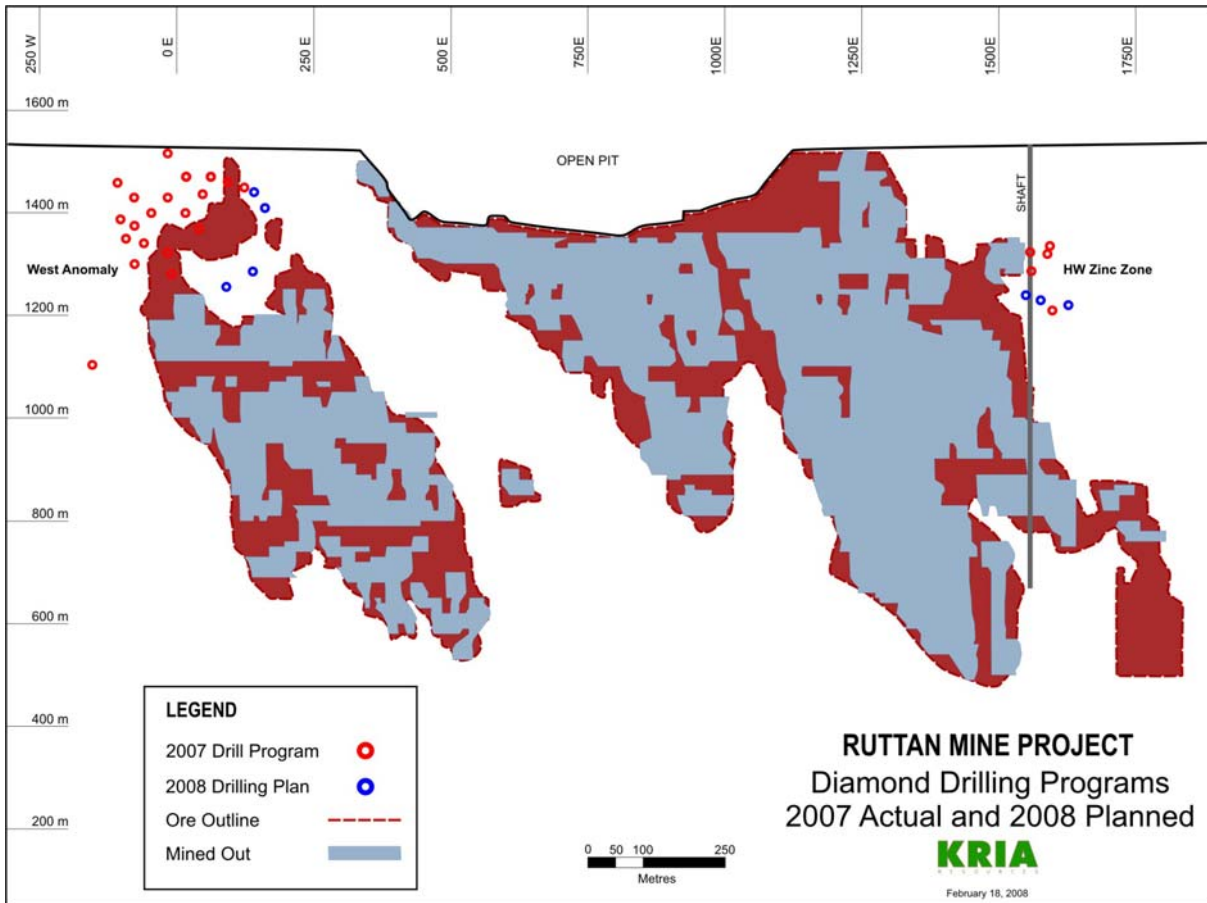 250 W
0 E
250 E
500 E
750E
1000E
1250E
1500E
1750E
1600 m
OPEN PIT
1400 m
SHAFT
West Anomaly
HW Zinc Zone
1200 m
1000 m
800 m
600 m
400 m
200 m
LEGEND
2007 Drill Program
2008 Drilling Plan
Ore Outline
Mined Out
0 50 100 250
Metres
RUTTAN MINE PROJECT
Diamond Drilling Programs
2007 Actual and 2008 Planned
KRIA
RESOURCES
February 18, 2008